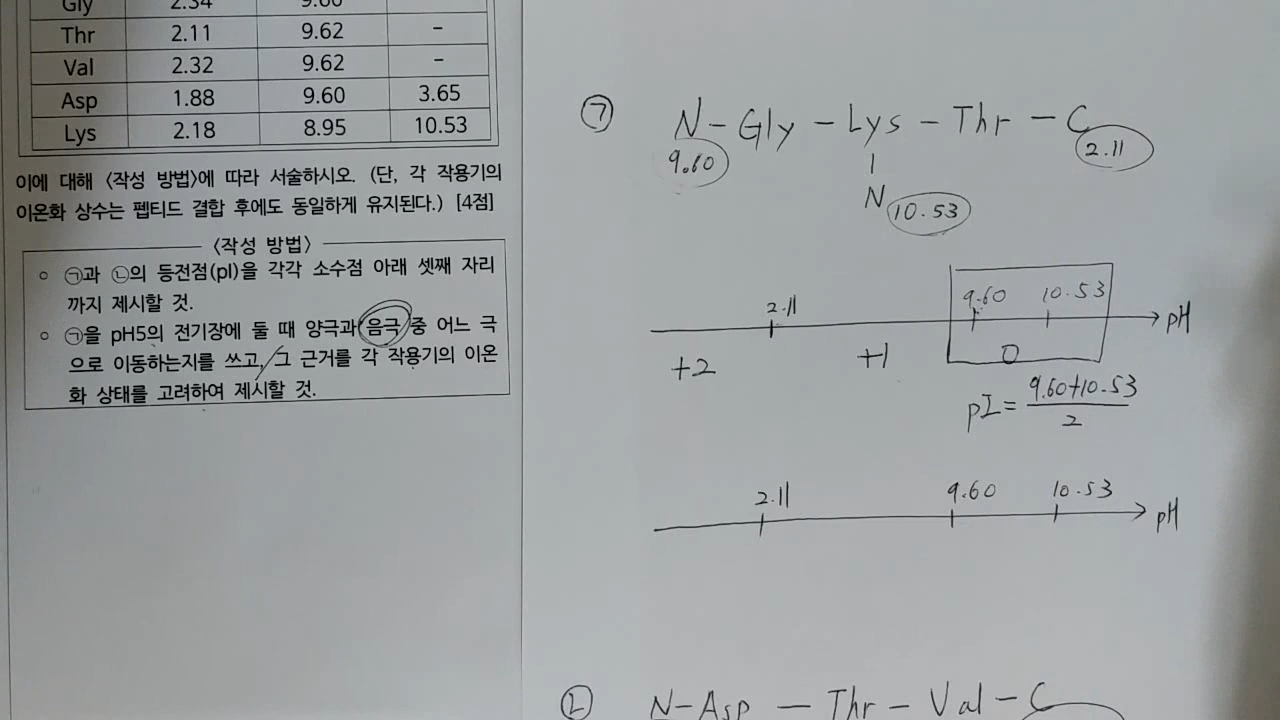 Gly 2.34 9.60
Thr 2.11 9.62 –
Val 2.32 9.62 –
Asp 1.88 9.60 3.65
Lys 2.18 8.95 10.53
이에 대해 〈작성 방법〉에 따라 서술하시오. (단, 각 작용기의
이온화 상수는 펩티드 결합 후에도 동일하게 유지된다.) [4점]
〈작성 방법〉
○ ㉠과 ㉡의 등전점(pI)을 각각 소수점 아래 셋째 자리
까지 제시할 것.
○ ㉠을 pH5의 전기장에 둘 때 양극과 음극 중 어느 극
으로 이동하는지를 쓰고, 그 근거를 각 작용기의 이온
화 상태를 고려하여 제시할 것.
㉠ N – Gly – Lys – Thr – C
9.60 2.11
N 10.53
2.11 9.60 10.53 pH
+2 +1 0
pI = 9.60+10.53
2
2.11 9.60 10.53 pH
㉡ N – Asp – Thr – Val – C